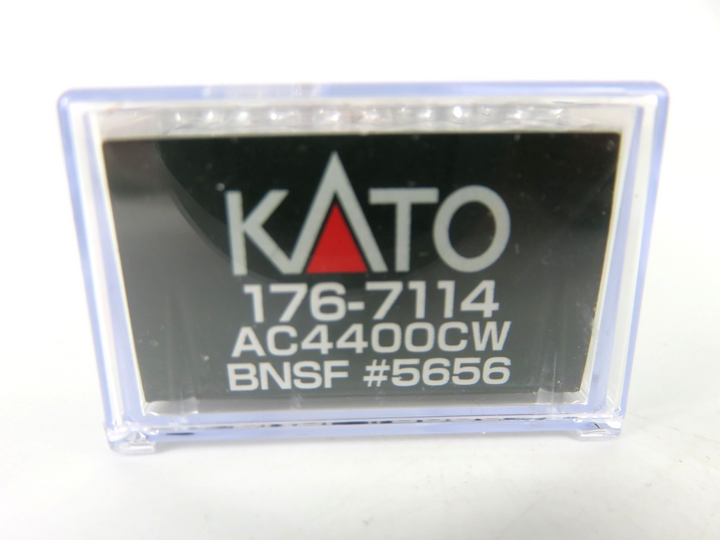 KATO
176-7114
AC4400CW
BNSF #5656